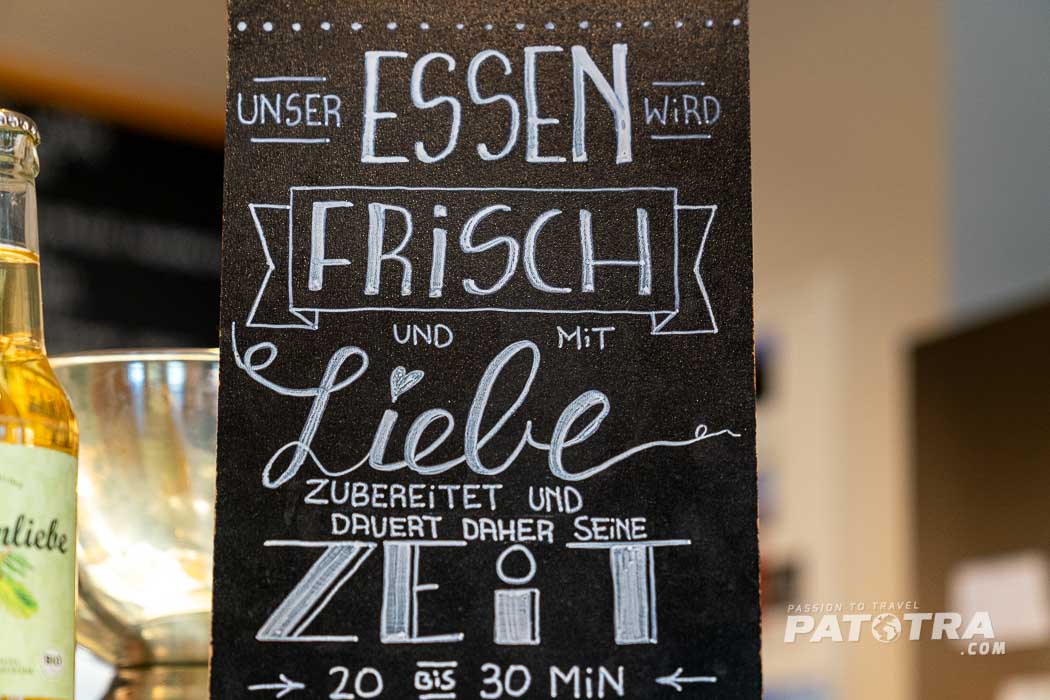 UNSER ESSEN WiRD
FRiSCH
UND MiT
Liebe
ZUBEREiTET UND
DAUERT DAHER SEiNE
ZEiT
→ 20 BiS 30 MiN ←
nliebe
BIO
PASSION TO TRAVEL
PATOTRA
.COM